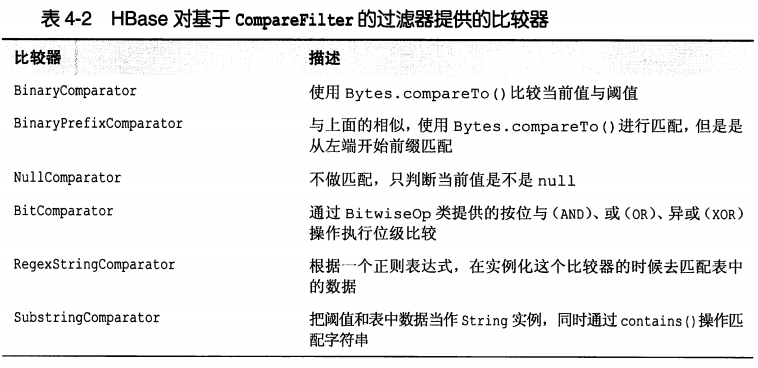 表 4-2 HBase 对基于 CompareFilter 的过滤器提供的比较器
比较器 描述
BinaryComparator 使用 Bytes.compareTo()比较当前值与阈值
BinaryPrefixComparator 与上面的相似，使用 Bytes.compareTo()进行匹配，但是是
从左端开始前缀匹配
NullComparator 不做匹配，只判断当前值是不是 null
BitComparator 通过 BitwiseOp 类提供的按位与(AND)、或(OR)、异或(XOR)
操作执行位级比较
RegexStringComparator 根据一个正则表达式，在实例化这个比较器的时候去匹配表中
的数据
SubstringComparator 把阈值和表中数据当作 String 实例，同时通过 contains()操作匹
配字符串